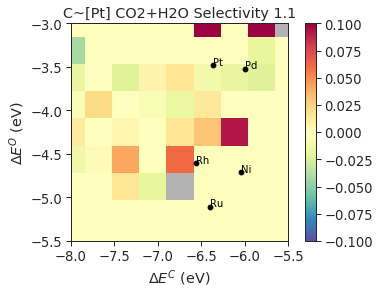 C~[Pt] CO2+H2O Selectivity 1.1
−3.0
−3.5
−4.0
−4.5
−5.0
−5.5
ΔE^O (eV)
Pt
Pd
Rh
Ni
Ru
−8.0 −7.5 −7.0 −6.5 −6.0 −5.5
ΔE^C (eV)
0.100
0.075
0.050
0.025
0.000
−0.025
−0.050
−0.075
−0.100